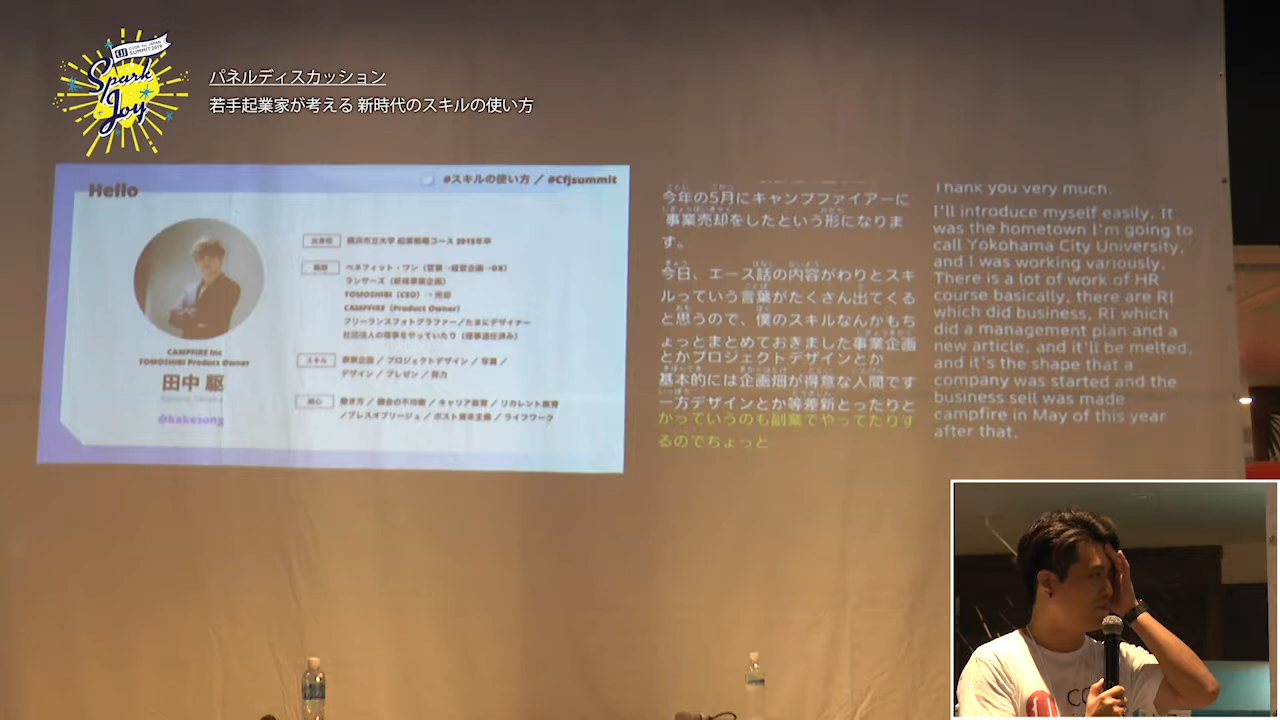 CfJ CODE for JAPAN SUMMIT 2019
Spark Joy
パネルディスカッション
若手起業家が考える 新時代のスキルの使い方
Hello
#スキルの使い方 / #Cfjsummit
出身校 横浜市立大学 起業戦略コース 2015年卒
ベネフィット・ワン（営業→経営企画→DX）
ランサーズ（新規事業企画）
TOMOSHIBI（CEO）→ 売却
CAMPFIRE（Product Owner）
フリーランスフォトグラファー／たまにデザイナー
社団法人の理事をやっていたり（理事退任済み）
スキル 事業企画 / プロジェクトデザイン / 写真 /
デザイン / プレゼン /
関心 働き方 / 機会の不均衡 / キャリア教育 / リカレント教育
/ブレスオブリージュ / ポスト資本主義 / ライフワーク
CAMPFIRE Inc
TOMOSHIBI Product Owner
田中 駆
@kakesong
今年の5月にキャンプファイアーに
事業売却をしたという形になりま
す。
今日、エース話の内容がわりとスキ
ルっていう言葉がたくさん出てくる
と思うので、僕のスキルなんかもち
ょっとまとめておきました事業企画
とかプロジェクトデザインとか
基本的には企画畑が得意な人間です
一方デザインとか等差新とったりと
かっていうのも副業でやってたりす
るのでちょっと
Thank you very much.
I'll introduce myself easily. It
was the hometown I'm going to
call Yokohama City University,
and I was working variously.
There is a lot of work of HR
course basically, there are RI
which did business, RI which
did a management plan and a
new article, and it'll be melted,
and it's the shape that a
company was started and the
business sell was made
campfire in May of this year
after that.